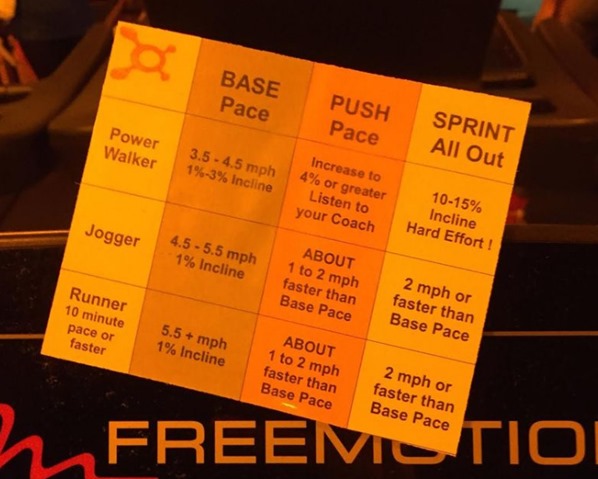 BASE
Pace
PUSH
Pace
SPRINT
All Out
Power
Walker
3.5 - 4.5 mph
1%-3% Incline
Increase to
4% or greater
Listen to
your Coach
10-15%
Incline
Hard Effort !
Jogger
4.5 - 5.5 mph
1% Incline
ABOUT
1 to 2 mph
faster than
Base Pace
2 mph or
faster than
Base Pace
Runner
10 minute
pace or
faster
5.5 + mph
1% Incline
ABOUT
1 to 2 mph
faster than
Base Pace
2 mph or
faster than
Base Pace
FREEMOTIO